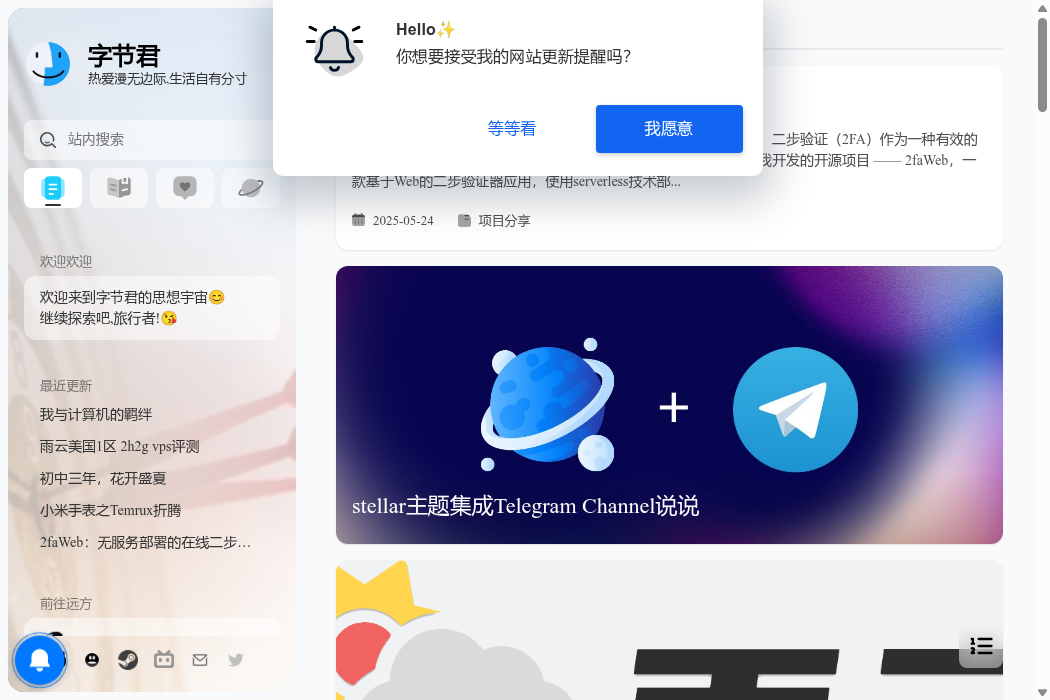 字节君
热爱漫无边际,生活自有分寸
站内搜索
欢迎欢迎
欢迎来到字节君的思想宇宙😊
继续探索吧,旅行者!😘
最近更新
我与计算机的羁绊
雨云美国1区 2h2g vps评测
初中三年，花开盛夏
小米手表之Temrux折腾
2faWeb：无服务部署的在线二步…
前往远方
Hello✨
你想要接受我的网站更新提醒吗?
等等看
我愿意
二步验证（2FA）作为一种有效的
我开发的开源项目 —— 2faWeb，一
款基于Web的二步验证器应用，使用serverless技术部...
2025-05-24
项目分享
stellar主题集成Telegram Channel说说